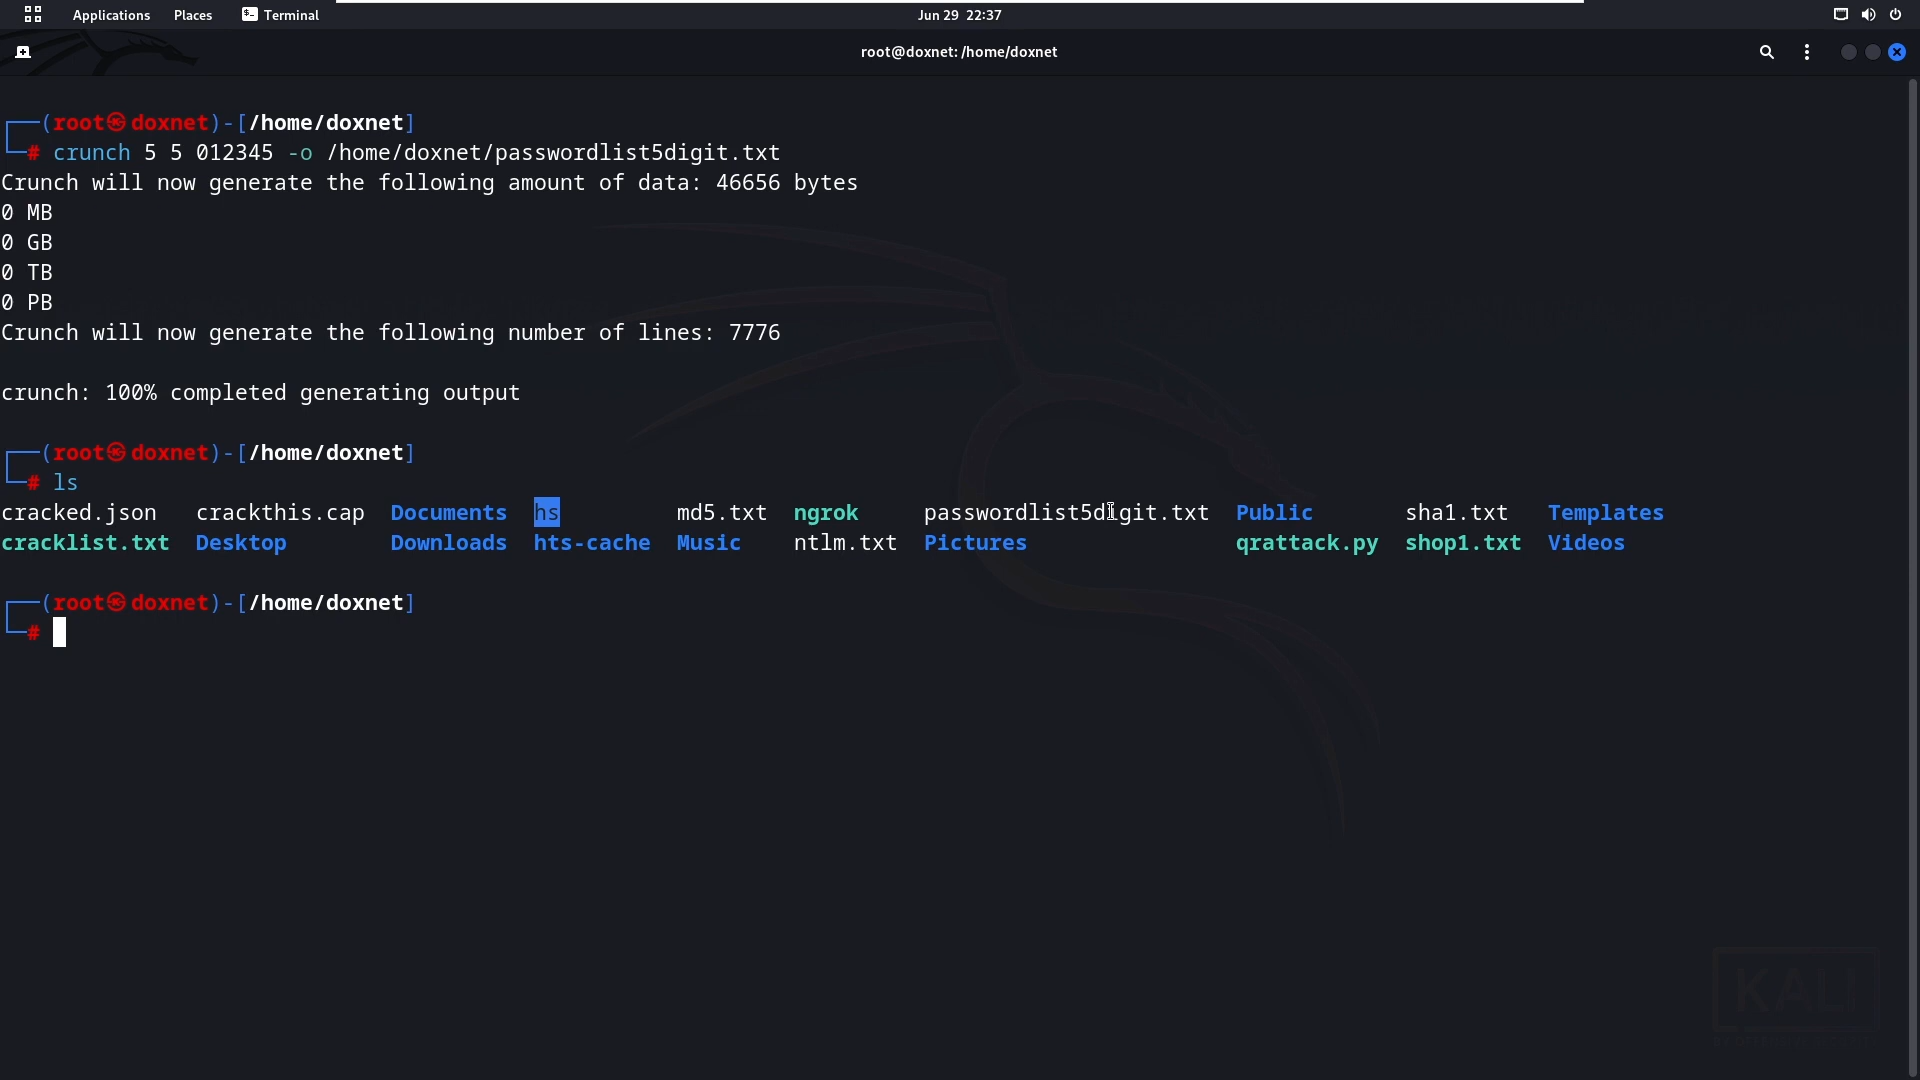 Applications Places Terminal Jun 29 22:37
root@doxnet: /home/doxnet
(root㉿doxnet)-[/home/doxnet]
# crunch 5 5 012345 -o /home/doxnet/passwordlist5digit.txt
Crunch will now generate the following amount of data: 46656 bytes
0 MB
0 GB
0 TB
0 PB
Crunch will now generate the following number of lines: 7776
crunch: 100% completed generating output
(root㉿doxnet)-[/home/doxnet]
# ls
cracked.json crackthis.cap Documents hs md5.txt ngrok passwordlist5digit.txt Public sha1.txt Templates
cracklist.txt Desktop Downloads hts-cache Music ntlm.txt Pictures qrattack.py shop1.txt Videos
(root㉿doxnet)-[/home/doxnet]
#
KALI